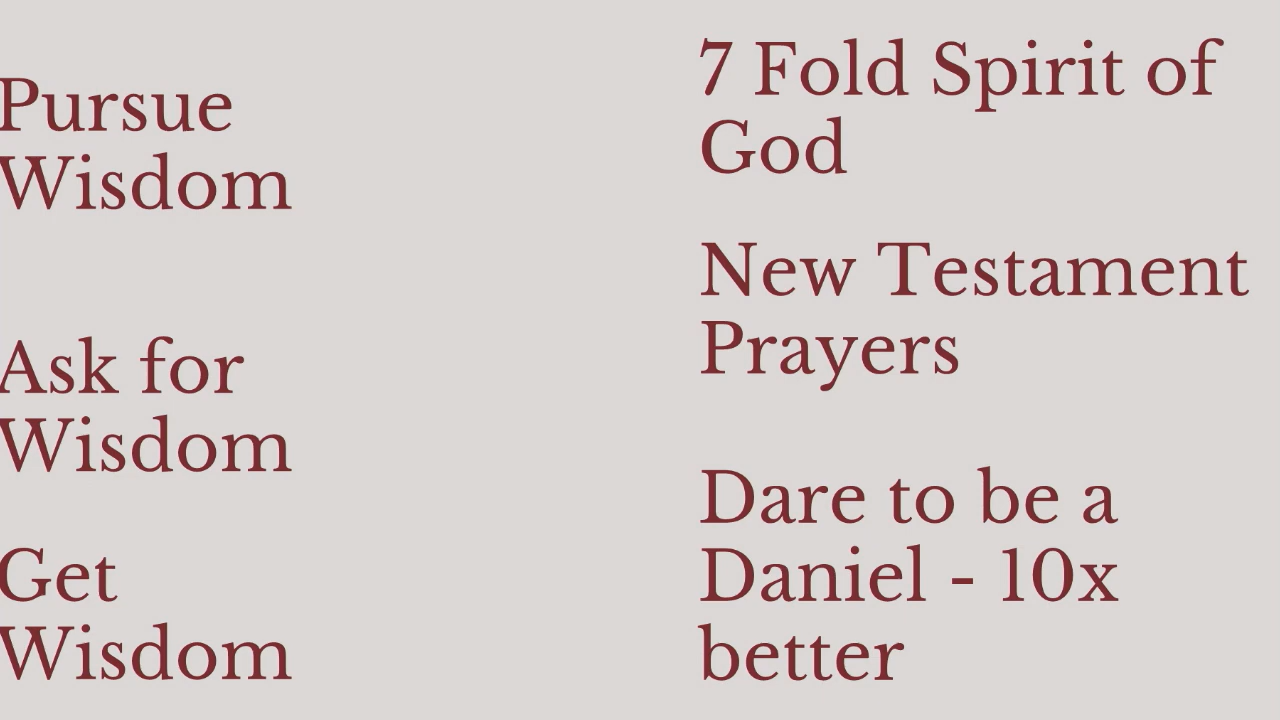 Pursue
Wisdom
Ask for
Wisdom
Get
Wisdom
7 Fold Spirit of
God
New Testament
Prayers
Dare to be a
Daniel - 10x
better